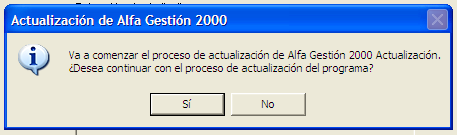 Actualización de Alfa Gestión 2000
Va a comenzar el proceso de actualización de Alfa Gestión 2000 Actualización.
¿Desea continuar con el proceso de actualización del programa?
Sí
No